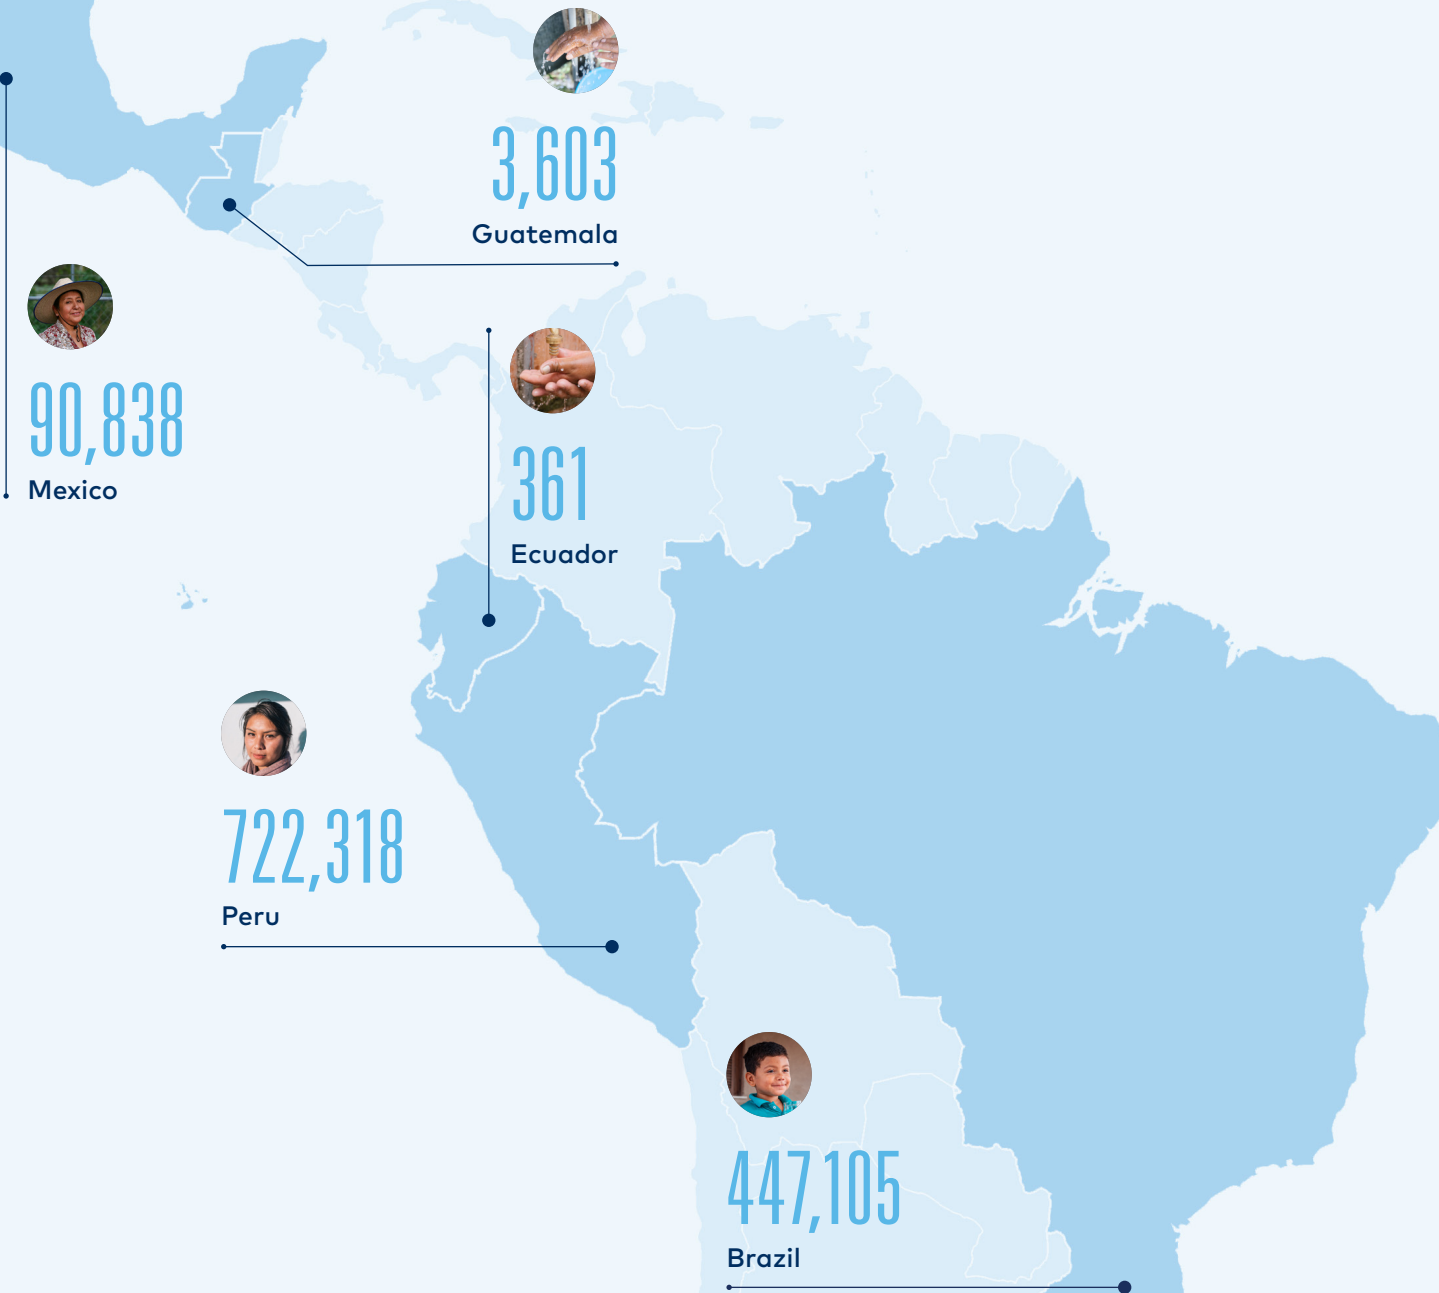 3,603
Guatemala
90,838
Mexico
361
Ecuador
722,318
Peru
447,105
Brazil